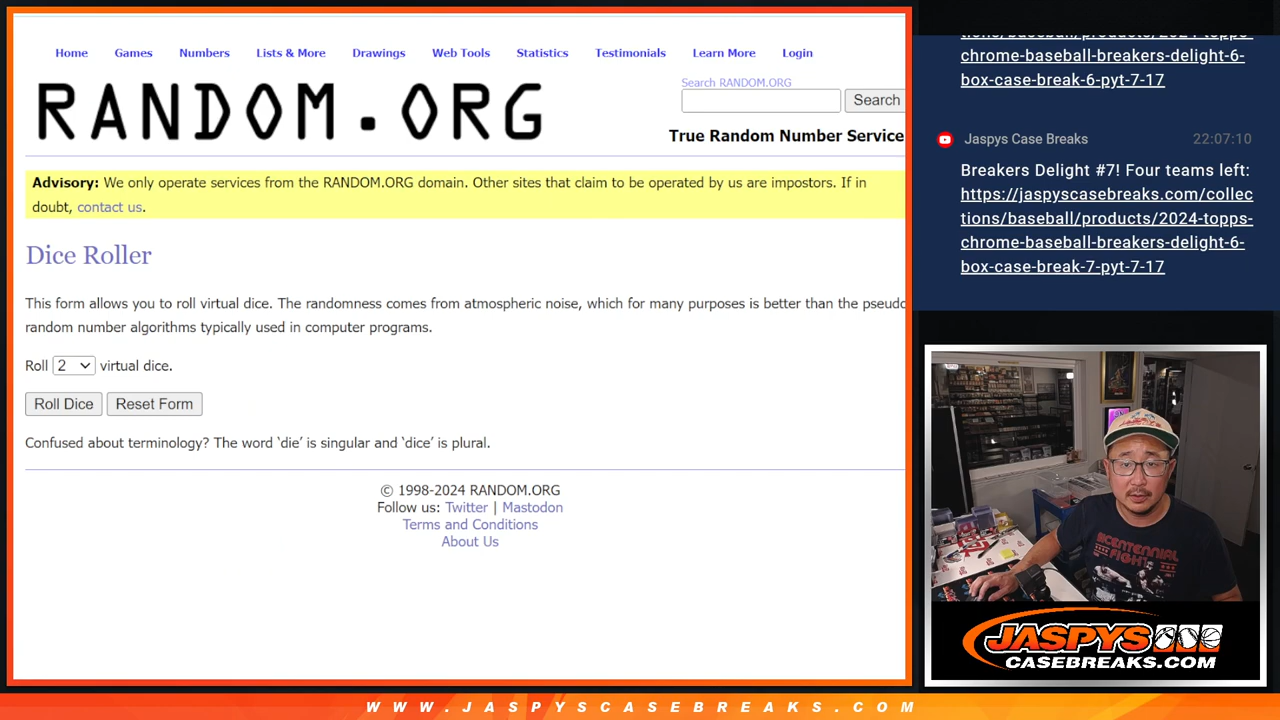 Home Games Numbers Lists & More Drawings Web Tools Statistics Testimonials Learn More Login
RANDOM.ORG
Search RANDOM.ORG
Search
True Random Number Service
Advisory: We only operate services from the RANDOM.ORG domain. Other sites that claim to be operated by us are impostors. If in
doubt, contact us.
Dice Roller
This form allows you to roll virtual dice. The randomness comes from atmospheric noise, which for many purposes is better than the pseudo
random number algorithms typically used in computer programs.
Roll 2 virtual dice.
Roll Dice Reset Form
Confused about terminology? The word ‘die’ is singular and ‘dice’ is plural.
© 1998-2024 RANDOM.ORG
Follow us: Twitter | Mastodon
Terms and Conditions
About Us
tions/baseball/products/2024-topps-
chrome-baseball-breakers-delight-6-
box-case-break-6-pyt-7-17
Jaspys Case Breaks 22:07:10
Breakers Delight #7! Four teams left:
https://jaspyscasebreaks.com/collec
tions/baseball/products/2024-topps-
chrome-baseball-breakers-delight-6-
box-case-break-7-pyt-7-17
JASPYS
BICENTENNIAL
FIGHT
JASPYS
CASEBREAKS.COM
WWW.JASPYSCASEBREAKS.COM